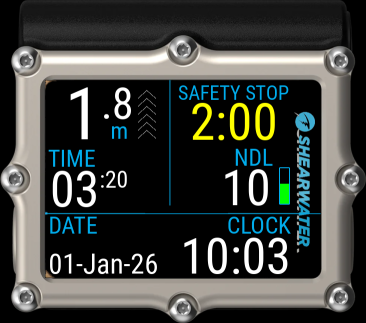 1.8 m
SAFETY STOP
2:00
TIME
03:20
NDL
10
SHEARWATER
DATE
01-Jan-26
CLOCK
10:03